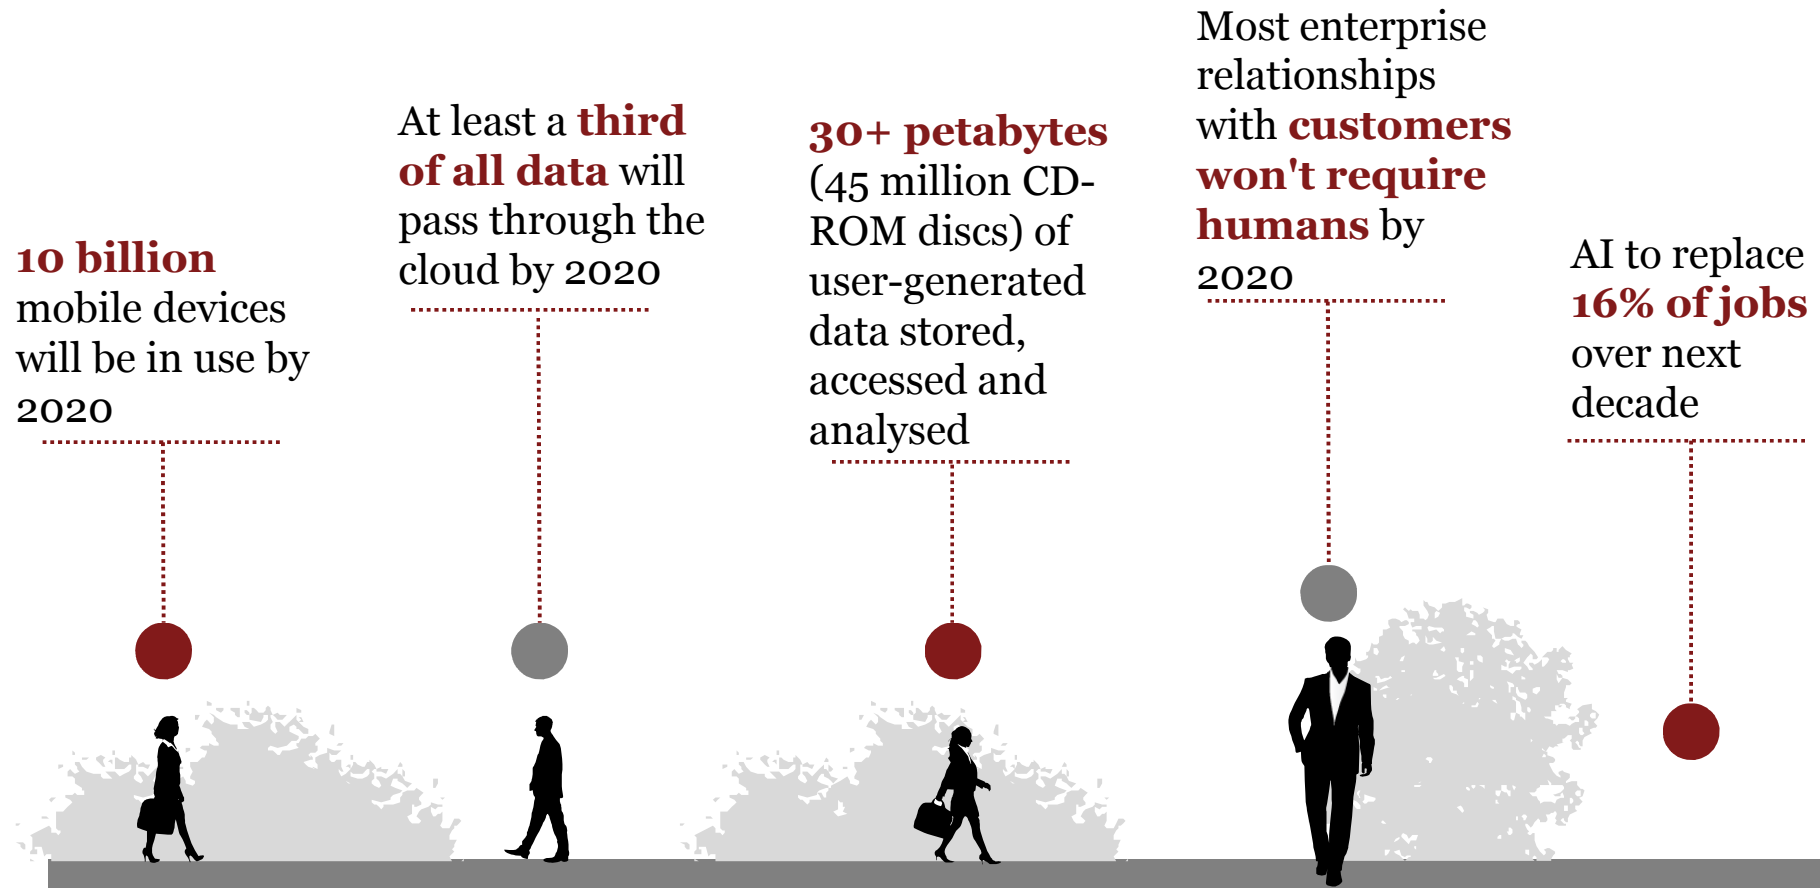 10 billion
mobile devices
will be in use by
2020
At least a third
of all data will
pass through the
cloud by 2020
30+ petabytes
(45 million CD-
ROM discs) of
user-generated
data stored,
accessed and
analysed
Most enterprise
relationships
with customers
won't require
humans by
2020
AI to replace
16% of jobs
over next
decade